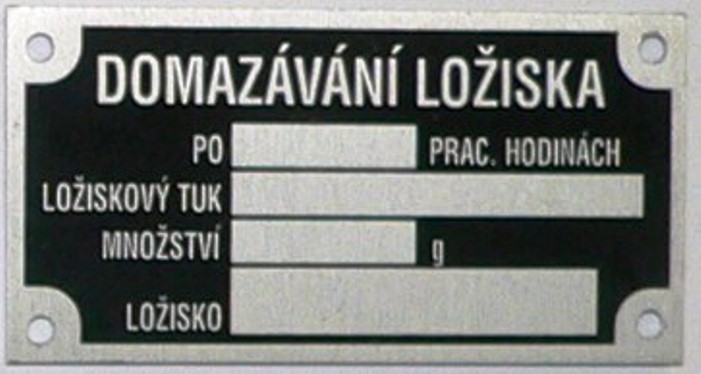 DOMAZÁVÁNÍ LOŽISKA
PO PRAC. HODINÁCH
LOŽISKOVÝ TUK
MNOŽSTVÍ g
LOŽISKO